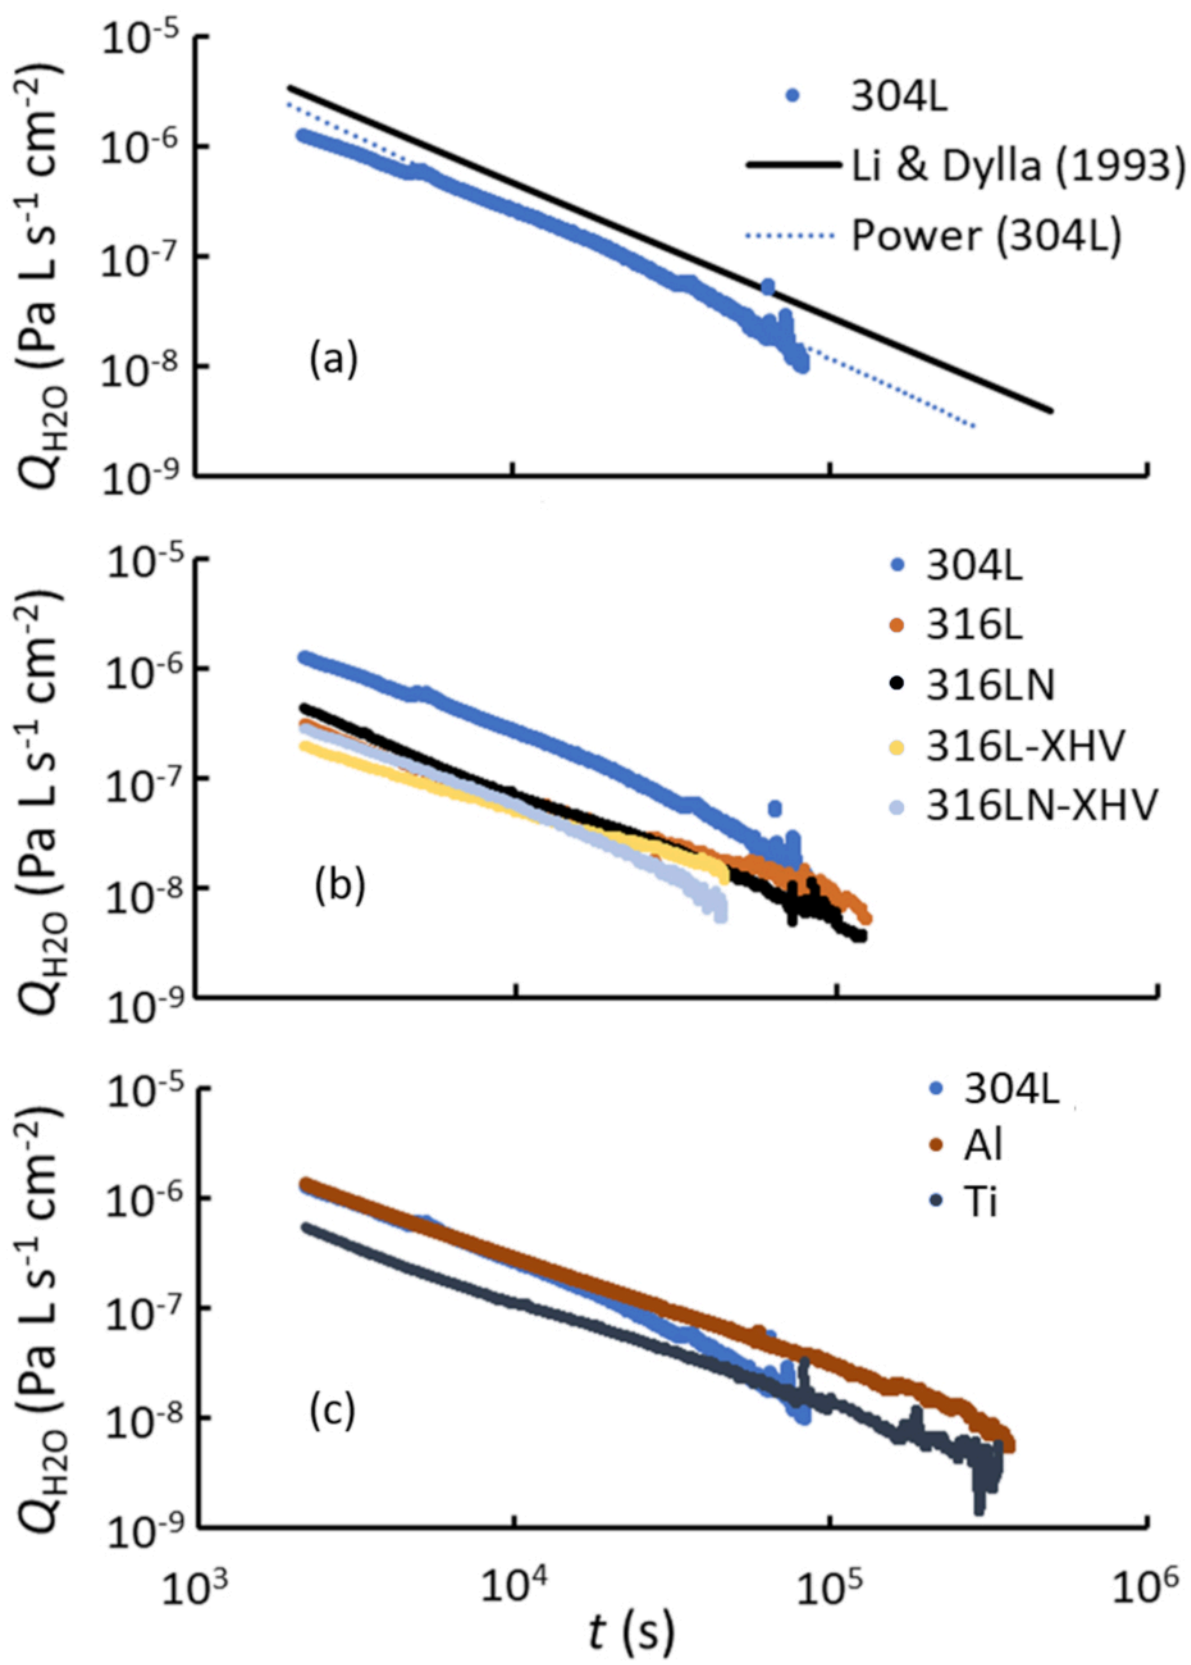 10⁻⁵
10⁻⁶
10⁻⁷
10⁻⁸
10⁻⁹
Q_H2O (Pa L s⁻¹ cm⁻²)
304L
Li & Dylla (1993)
Power (304L)
(a)
10⁻⁵
10⁻⁶
10⁻⁷
10⁻⁸
10⁻⁹
Q_H2O (Pa L s⁻¹ cm⁻²)
304L
316L
316LN
316L-XHV
316LN-XHV
(b)
10⁻⁵
10⁻⁶
10⁻⁷
10⁻⁸
10⁻⁹
Q_H2O (Pa L s⁻¹ cm⁻²)
304L
Al
Ti
(c)
10³ 10⁴ 10⁵ 10⁶
t (s)